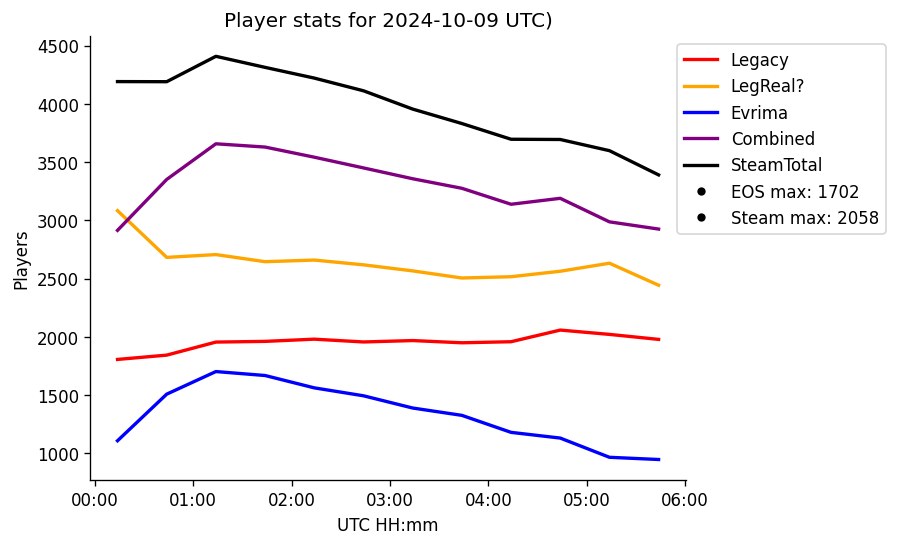 Player stats for 2024-10-09 UTC)
4500
4000
3500
3000
2500
2000
1500
1000
Players
00:00 01:00 02:00 03:00 04:00 05:00 06:00
UTC HH:mm
Legacy
LegReal?
Evrima
Combined
SteamTotal
EOS max: 1702
Steam max: 2058